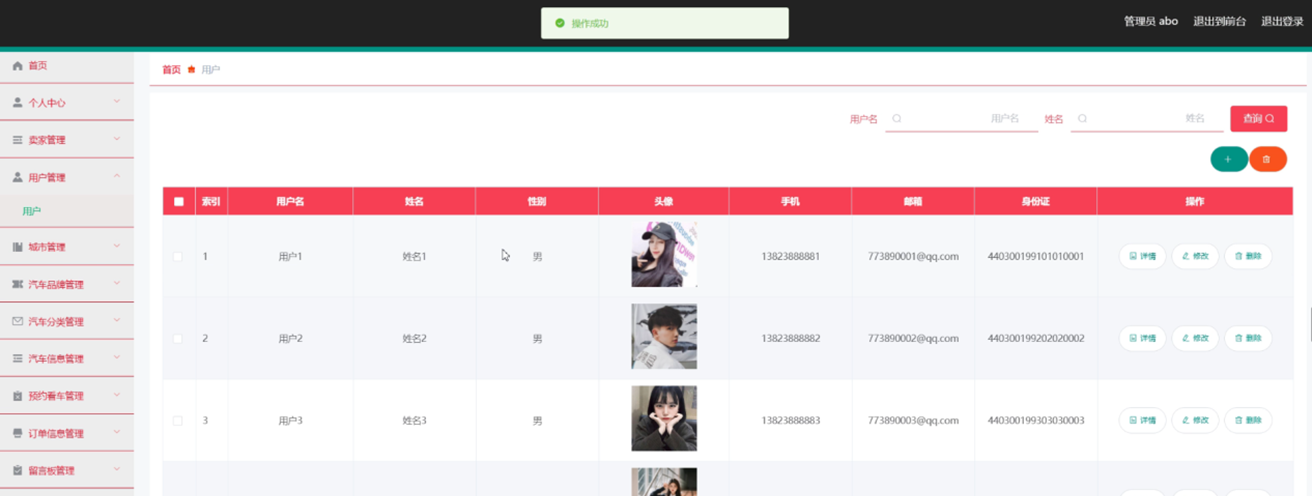 操作成功
管理员 abo 退出到前台 退出登录
首页
个人中心
卖家管理
用户管理
用户
城市管理
汽车品牌管理
汽车分类管理
汽车信息管理
预约看车管理
订单信息管理
留言板管理
首页 用户
用户名 用户名 姓名 姓名 查询
+
索引 用户名 姓名 性别 头像 手机 邮箱 身份证 操作
1 用户1 姓名1 男 13823888881 773890001@qq.com 440300199101010001 详情 修改 删除
2 用户2 姓名2 男 13823888882 773890002@qq.com 440300199202020002 详情 修改 删除
3 用户3 姓名3 男 13823888883 773890003@qq.com 440300199303030003 详情 修改 删除